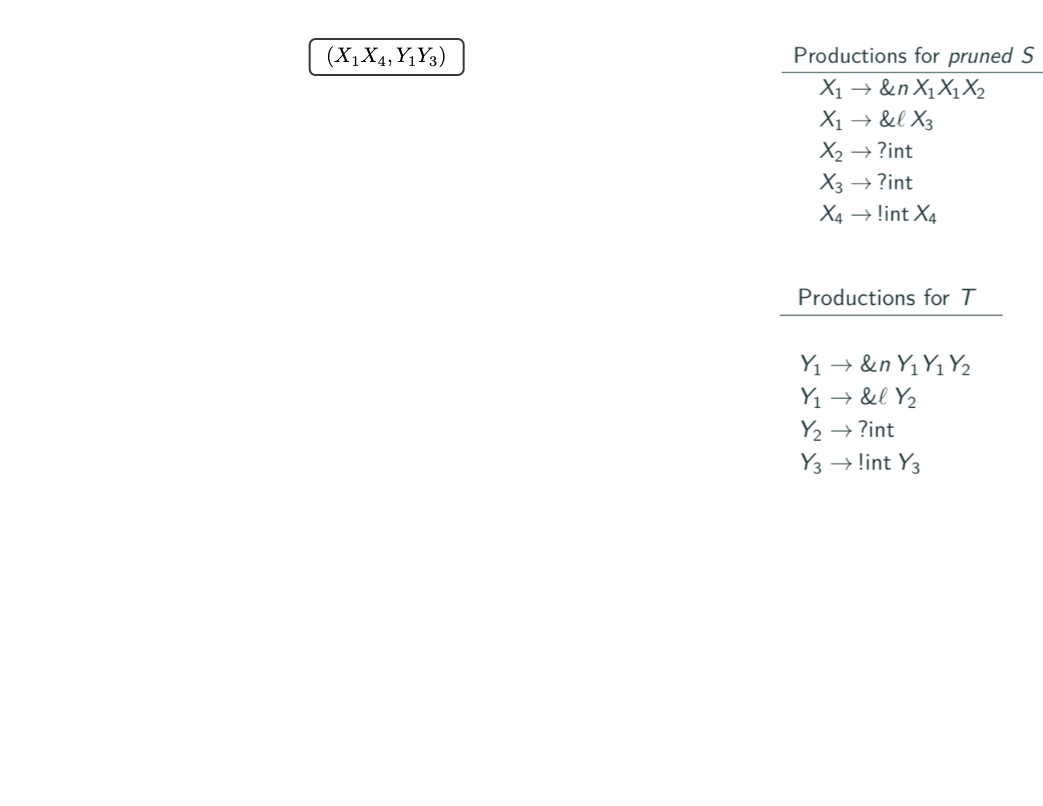 (X₁X₄, Y₁Y₃)
Productions for pruned S
X₁ → &n X₁X₁X₂
X₁ → &ℓ X₃
X₂ → ?int
X₃ → ?int
X₄ → !int X₄
Productions for T
Y₁ → &n Y₁Y₁Y₂
Y₁ → &ℓ Y₂
Y₂ → ?int
Y₃ → !int Y₃